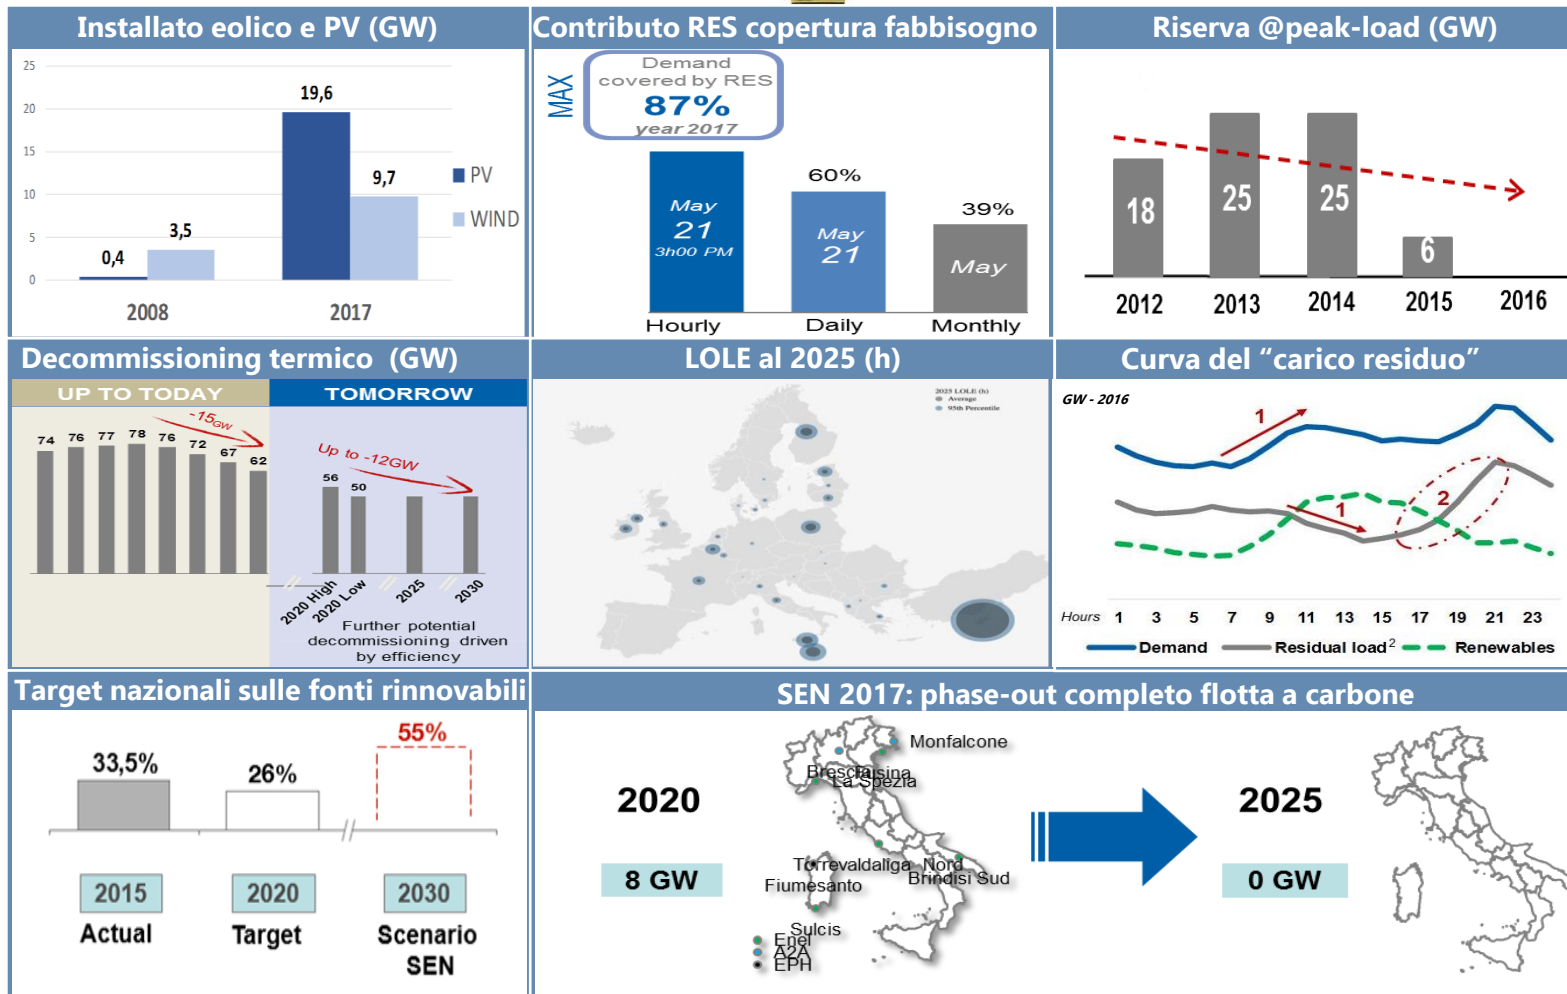 Installato eolico e PV (GW)
25
20
15
10
5
0
0,4
3,5
19,6
9,7
2008
2017
PV
WIND
Contributo RES copertura fabbisogno
MAX
Demand
covered by RES
87%
year 2017
May
21
3h00 PM
60%
May
21
39%
May
Hourly
Daily
Monthly
Riserva @peak-load (GW)
18
25
25
6
2012
2013
2014
2015
2016
Decommissioning termico (GW)
UP TO TODAY
-15GW
74
76
77
78
76
72
67
62
TOMORROW
Up to -12GW
56
50
2020 High
2020 Low
2025
2030
Further potential
decommissioning driven
by efficiency
LOLE al 2025 (h)
2025 LOLE (h)
Average
95th Percentile
Curva del “carico residuo”
GW - 2016
1
1
2
Hours 1 3 5 7 9 11 13 15 17 19 21 23
Demand
Residual load²
Renewables
Target nazionali sulle fonti rinnovabili
33,5%
26%
55%
2015
2020
2030
Actual
Target
Scenario
SEN
SEN 2017: phase-out completo flotta a carbone
2020
8 GW
Monfalcone
Brescia
Fusina
La Spezia
Torrevaldaliga Nord
Brindisi Sud
Fiumesanto
Sulcis
Enel
A2A
EPH
2025
0 GW